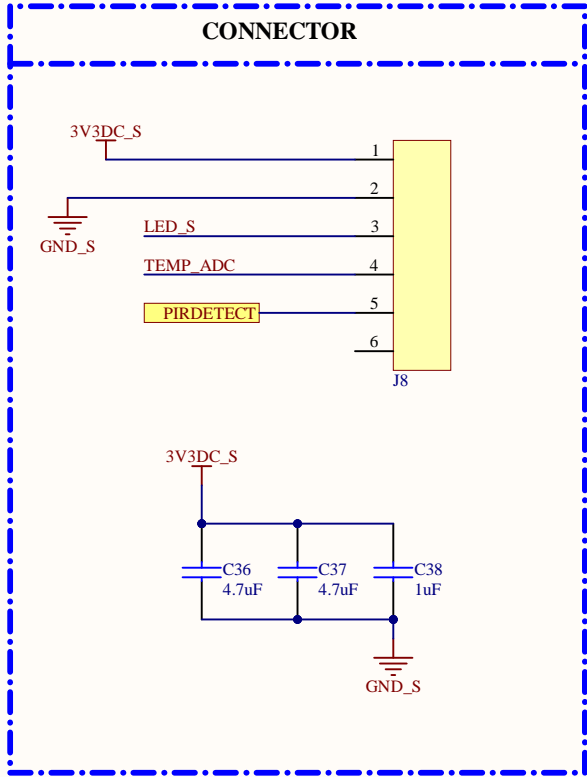 CONNECTOR
3V3DC_S
1
2
GND_S
LED_S
3
TEMP_ADC
4
PIRDETECT
5
6
J8
3V3DC_S
C36
4.7uF
C37
4.7uF
C38
1uF
GND_S